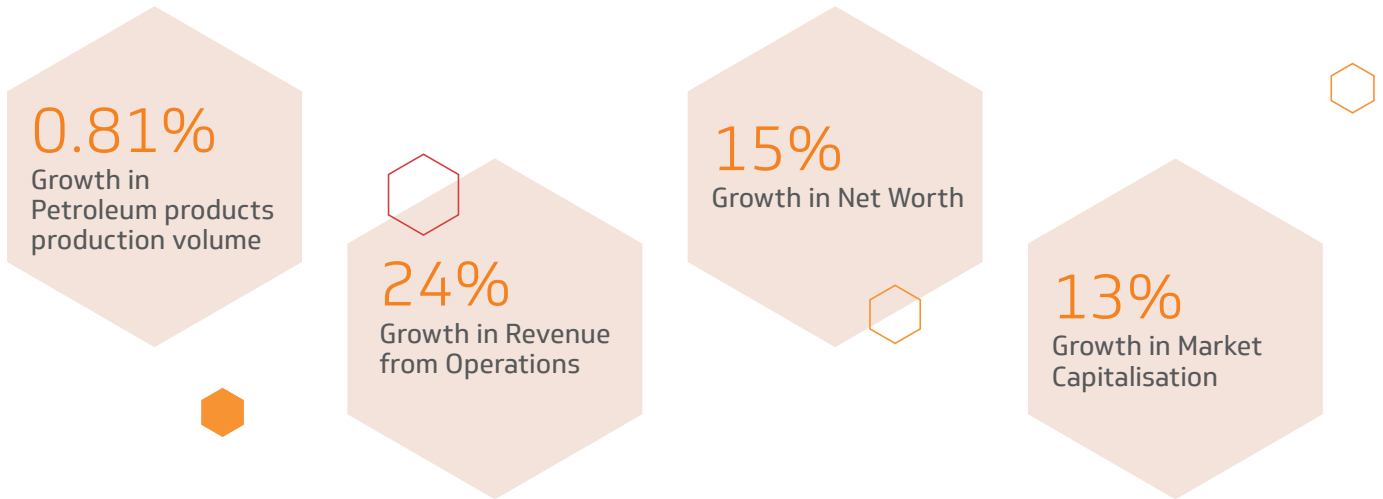 0.81%
Growth in
Petroleum products
production volume
24%
Growth in Revenue
from Operations
15%
Growth in Net Worth
13%
Growth in Market
Capitalisation